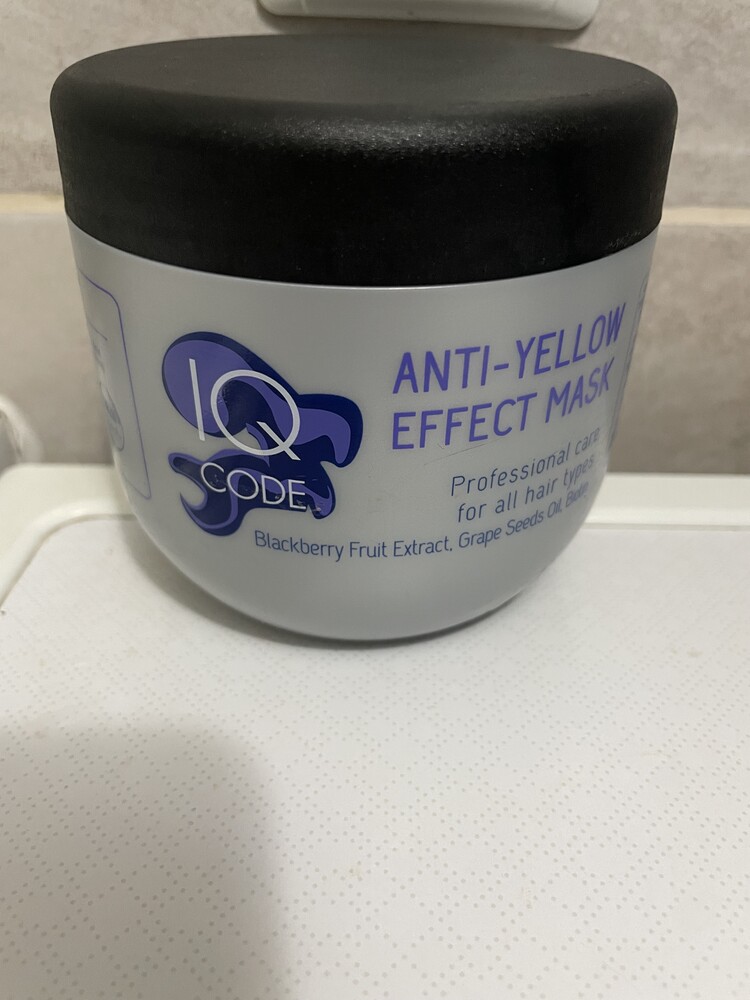 IQ
CODE
ANTI-YELLOW
EFFECT MASK
Professional care
for all hair types
Blackberry Fruit Extract, Grape Seeds Oil, Biotin